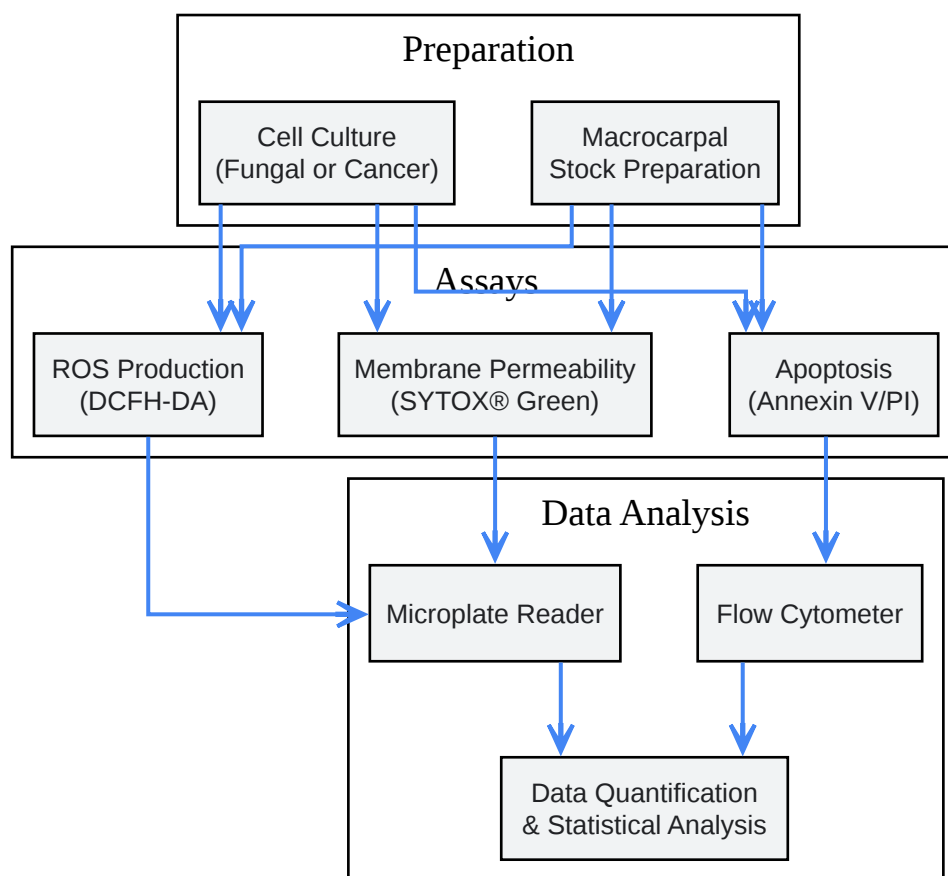 Preparation
Cell Culture
(Fungal or Cancer)
Macrocarpal
Stock Preparation
Assays
ROS Production
(DCFH-DA)
Membrane Permeability
(SYTOX® Green)
Apoptosis
(Annexin V/PI)
Data Analysis
Microplate Reader
Flow Cytometer
Data Quantification
& Statistical Analysis